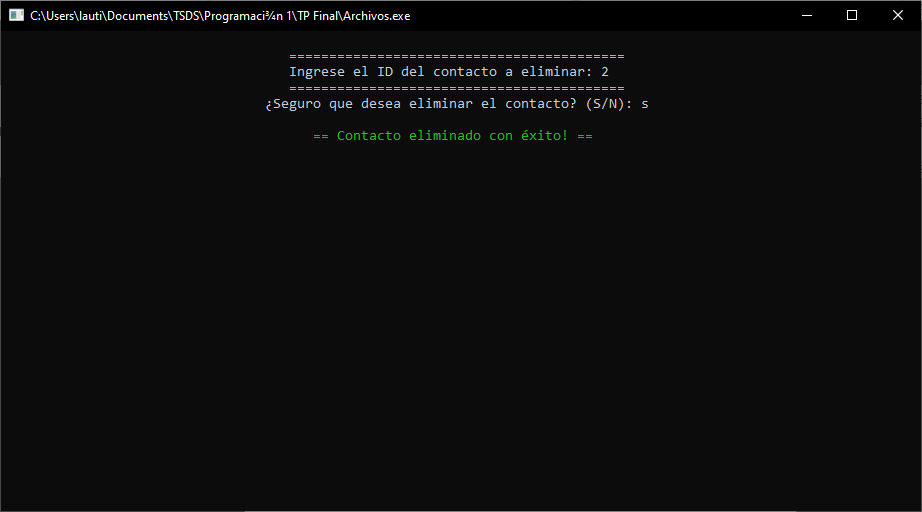 C:\Users\lauti\Documents\TSDS\Programaci¾n 1\TP Final\Archivos.exe
==========================================
Ingrese el ID del contacto a eliminar: 2
==========================================
¿Seguro que desea eliminar el contacto? (S/N): s
== Contacto eliminado con éxito! ==